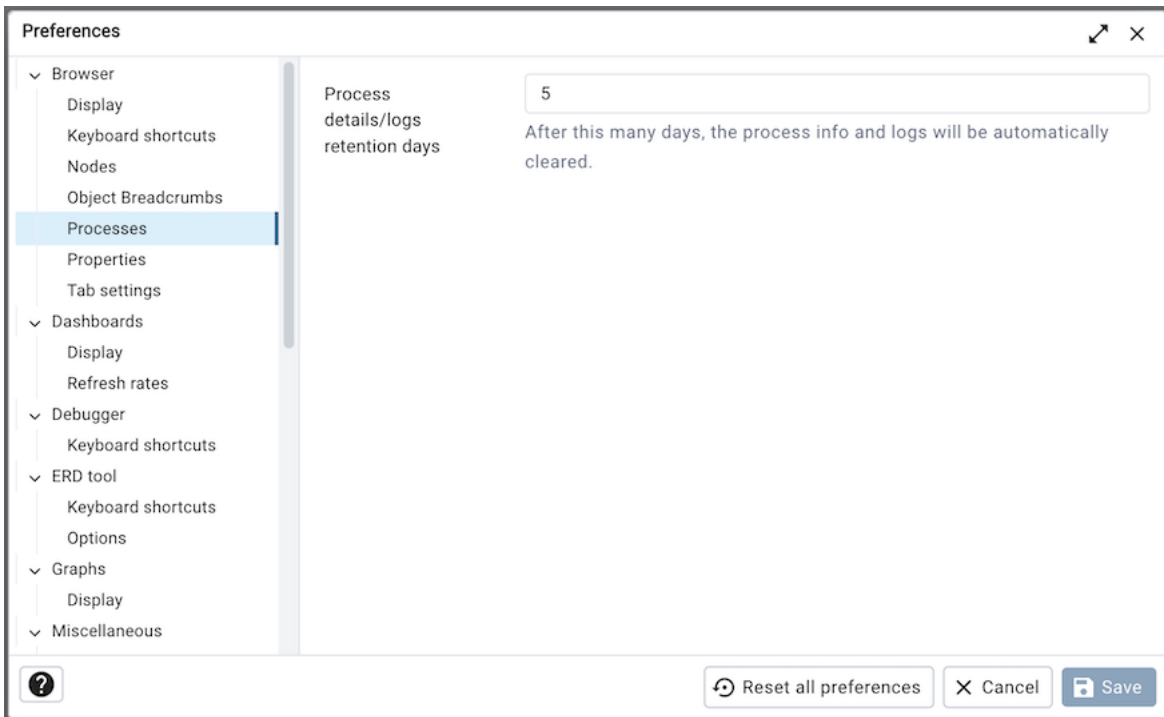 Preferences
Browser
Display
Keyboard shortcuts
Nodes
Object Breadcrumbs
Processes
Properties
Tab settings
Dashboards
Display
Refresh rates
Debugger
Keyboard shortcuts
ERD tool
Keyboard shortcuts
Options
Graphs
Display
Miscellaneous
Process
details/logs
retention days
5
After this many days, the process info and logs will be automatically
cleared.
?
Reset all preferences
Cancel
Save